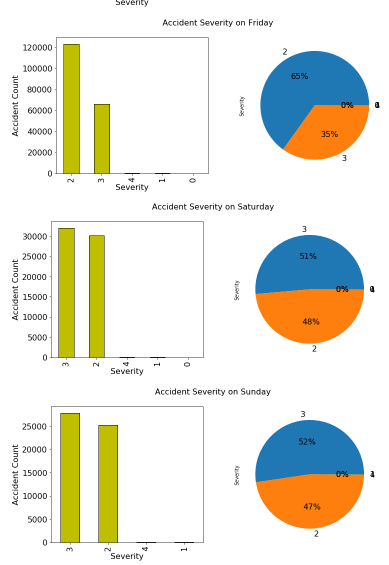 Severity
Accident Severity on Friday
120000
100000
80000
60000
40000
20000
0
Accident Count
2 3 4 1 0
Severity
Severity
2
65%
0%
35%
3
Accident Severity on Saturday
30000
25000
20000
15000
10000
5000
0
Accident Count
3 2 4 1 0
Severity
Severity
3
51%
0%
48%
2
Accident Severity on Sunday
25000
20000
15000
10000
5000
0
Accident Count
3 2 4 1
Severity
Severity
3
52%
0%
47%
2